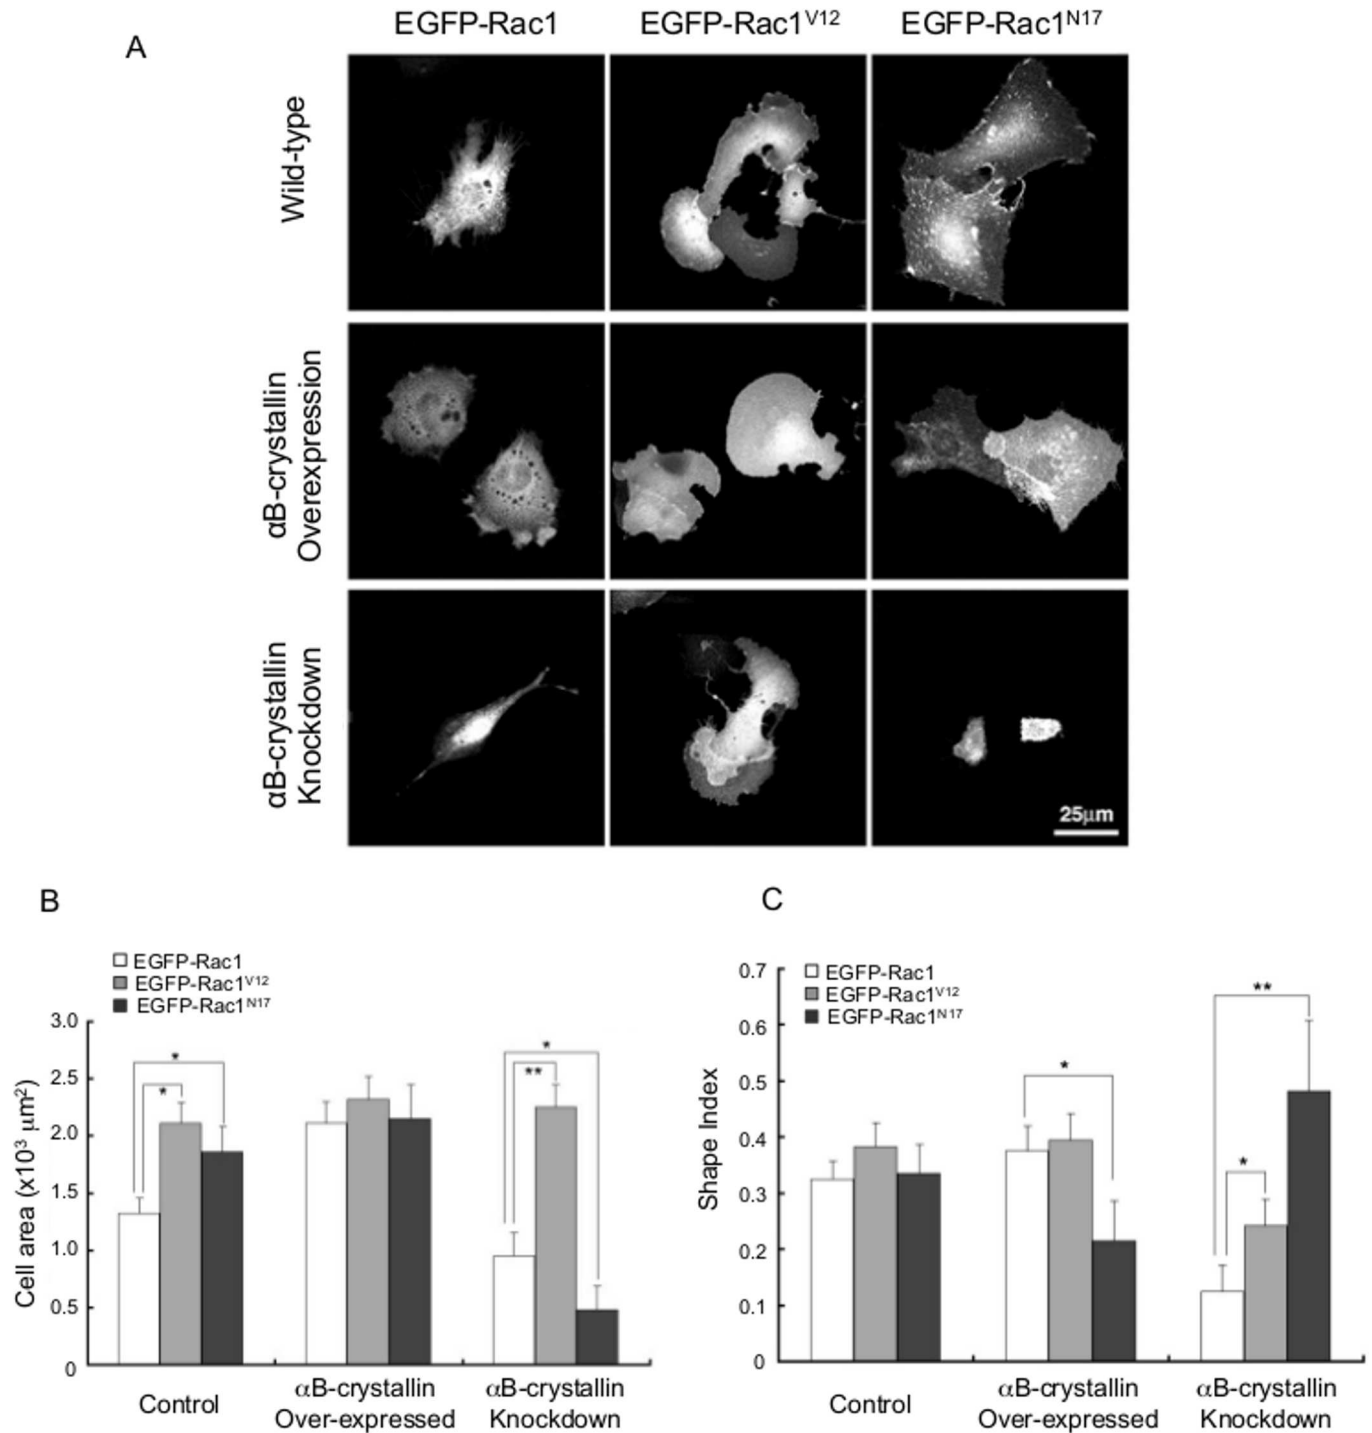 A
EGFP-Rac1
EGFP-Rac1V12
EGFP-Rac1N17
Wild-type
αB-crystallin
Overexpression
αB-crystallin
Knockdown
25μm
B
EGFP-Rac1
EGFP-Rac1V12
EGFP-Rac1N17
Cell area (x10³ μm²)
3.0
2.5
2.0
1.5
1.0
0.5
0
*
*
*
**
Control
αB-crystallin
Over-expressed
αB-crystallin
Knockdown
C
EGFP-Rac1
EGFP-Rac1V12
EGFP-Rac1N17
Shape Index
0.7
0.6
0.5
0.4
0.3
0.2
0.1
0
*
**
*
Control
αB-crystallin
Over-expressed
αB-crystallin
Knockdown